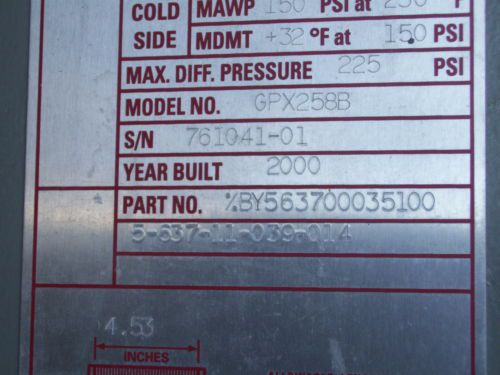 COLD MAWP 150 PSI at 250 F
SIDE MDMT +32 °F at 150 PSI
MAX. DIFF. PRESSURE 225 PSI
MODEL NO. GPX258B
S/N 761041-01
YEAR BUILT 2000
PART NO. %BY563700035100
5-637-11-039-014
4.53
INCHES